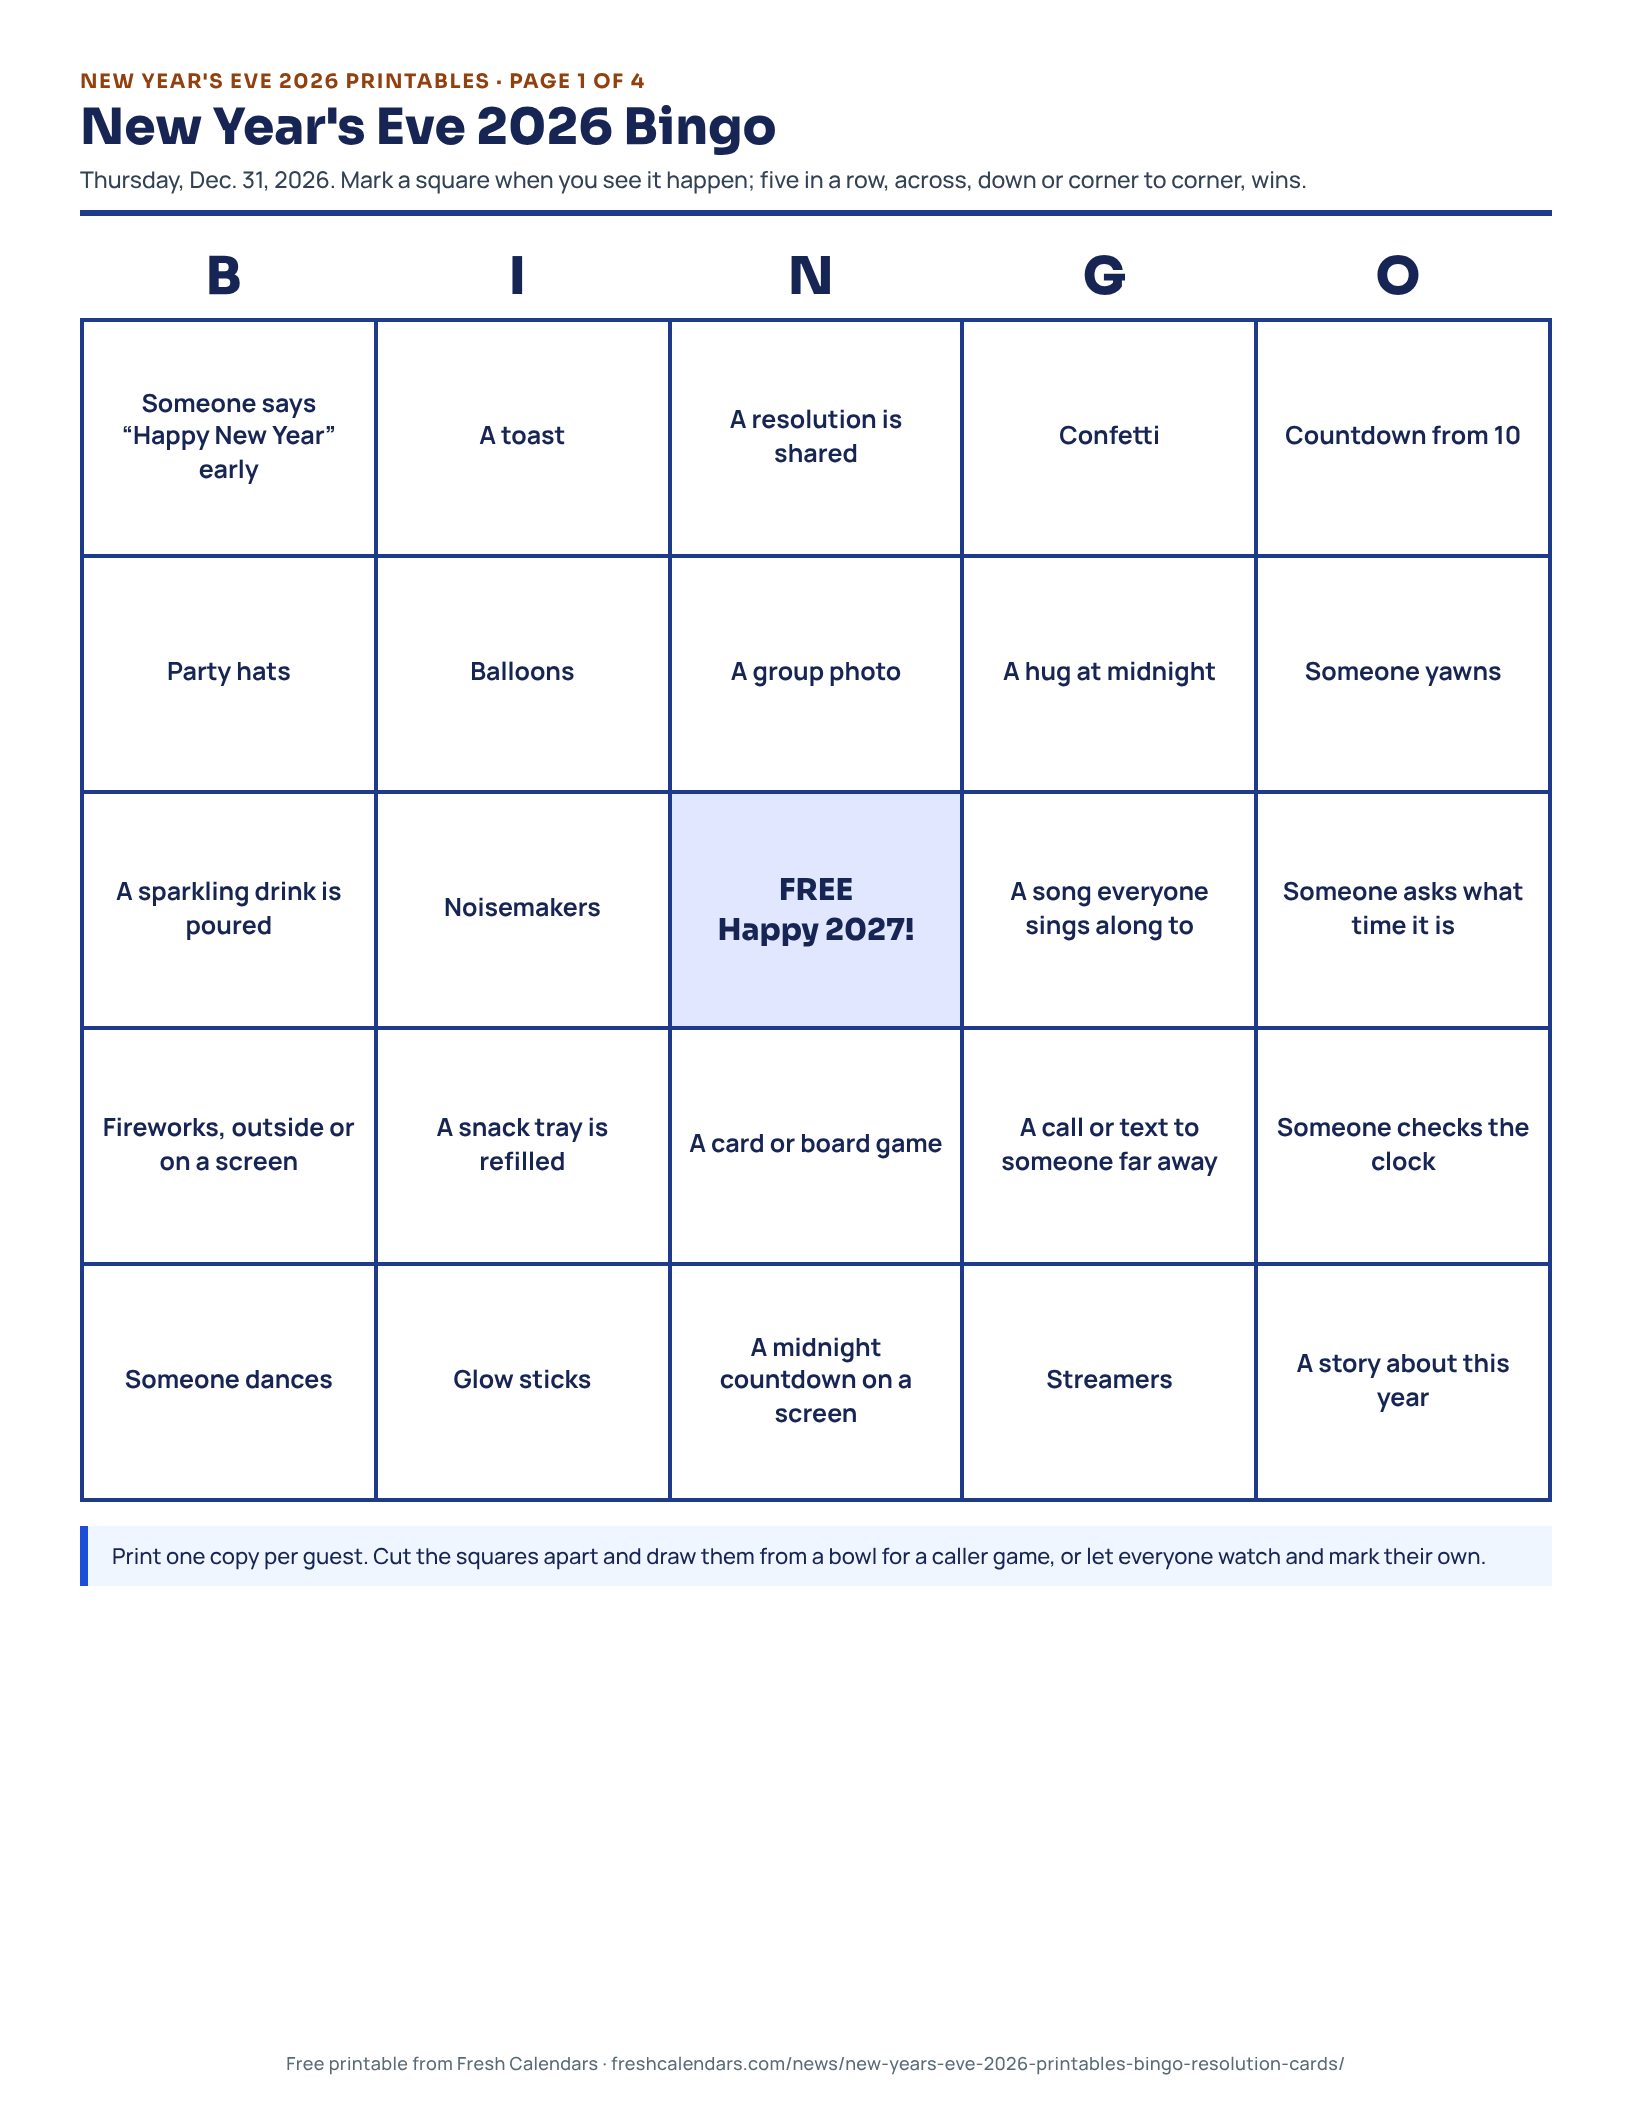 NEW YEAR'S EVE 2026 PRINTABLES · PAGE 1 OF 4
New Year's Eve 2026 Bingo
Thursday, Dec. 31, 2026. Mark a square when you see it happen; five in a row, across, down or corner to corner, wins.
B I N G O
Someone says
“Happy New Year”
early
A toast
A resolution is
shared
Confetti
Countdown from 10
Party hats
Balloons
A group photo
A hug at midnight
Someone yawns
A sparkling drink is
poured
Noisemakers
FREE
Happy 2027!
A song everyone
sings along to
Someone asks what
time it is
Fireworks, outside or
on a screen
A snack tray is
refilled
A card or board game
A call or text to
someone far away
Someone checks the
clock
Someone dances
Glow sticks
A midnight
countdown on a
screen
Streamers
A story about this
year
Print one copy per guest. Cut the squares apart and draw them from a bowl for a caller game, or let everyone watch and mark their own.
Free printable from Fresh Calendars · freshcalendars.com/news/new-years-eve-2026-printables-bingo-resolution-cards/